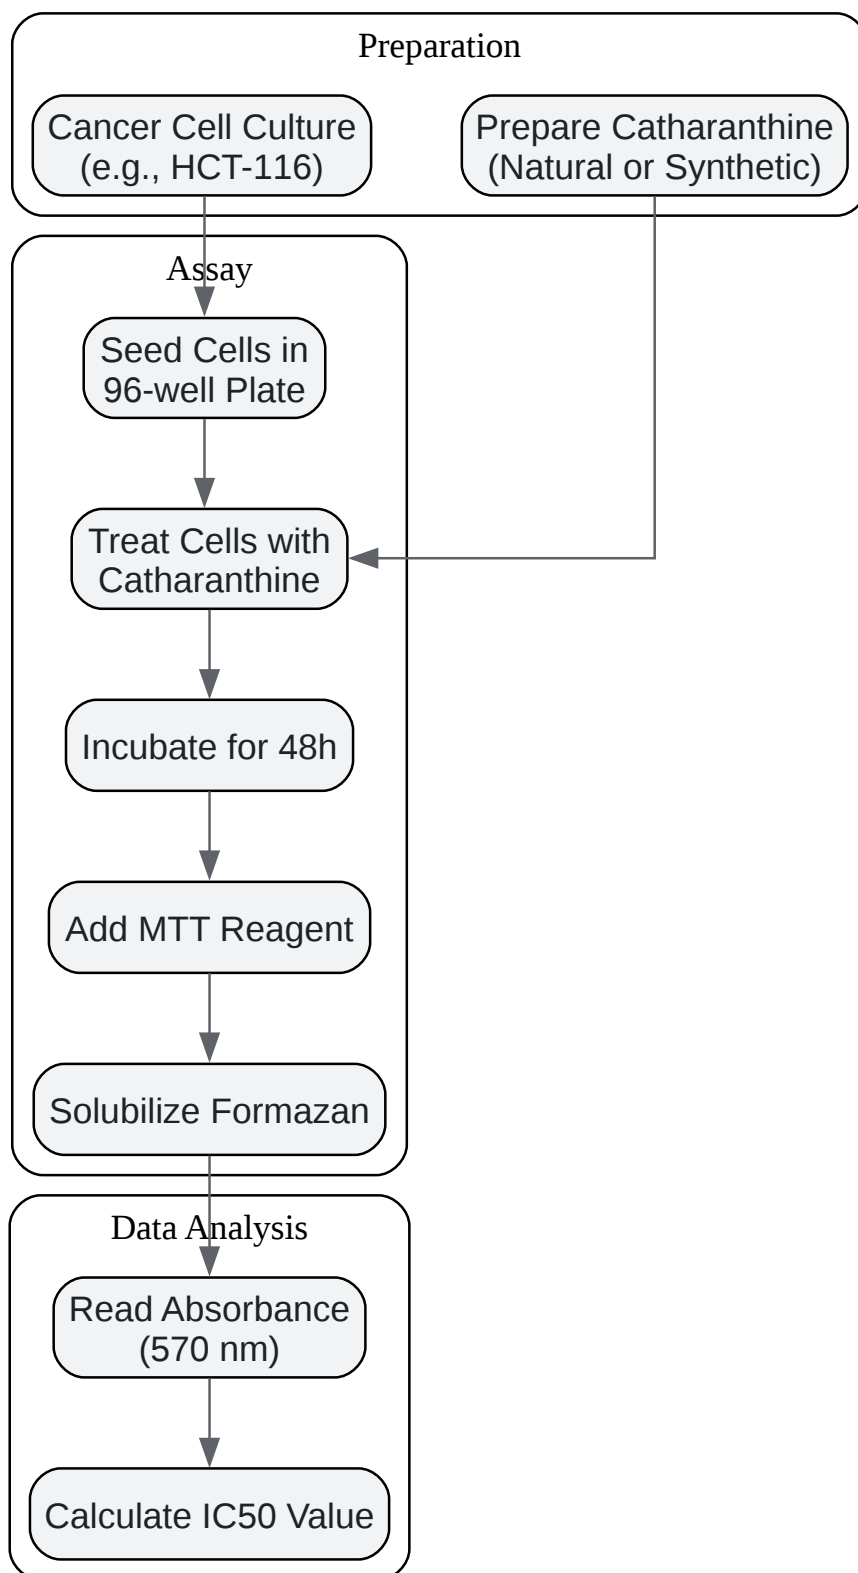 Preparation
Cancer Cell Culture
(e.g., HCT-116)
Prepare Catharanthine
(Natural or Synthetic)
Assay
Seed Cells in
96-well Plate
Treat Cells with
Catharanthine
Incubate for 48h
Add MTT Reagent
Solubilize Formazan
Data Analysis
Read Absorbance
(570 nm)
Calculate IC50 Value